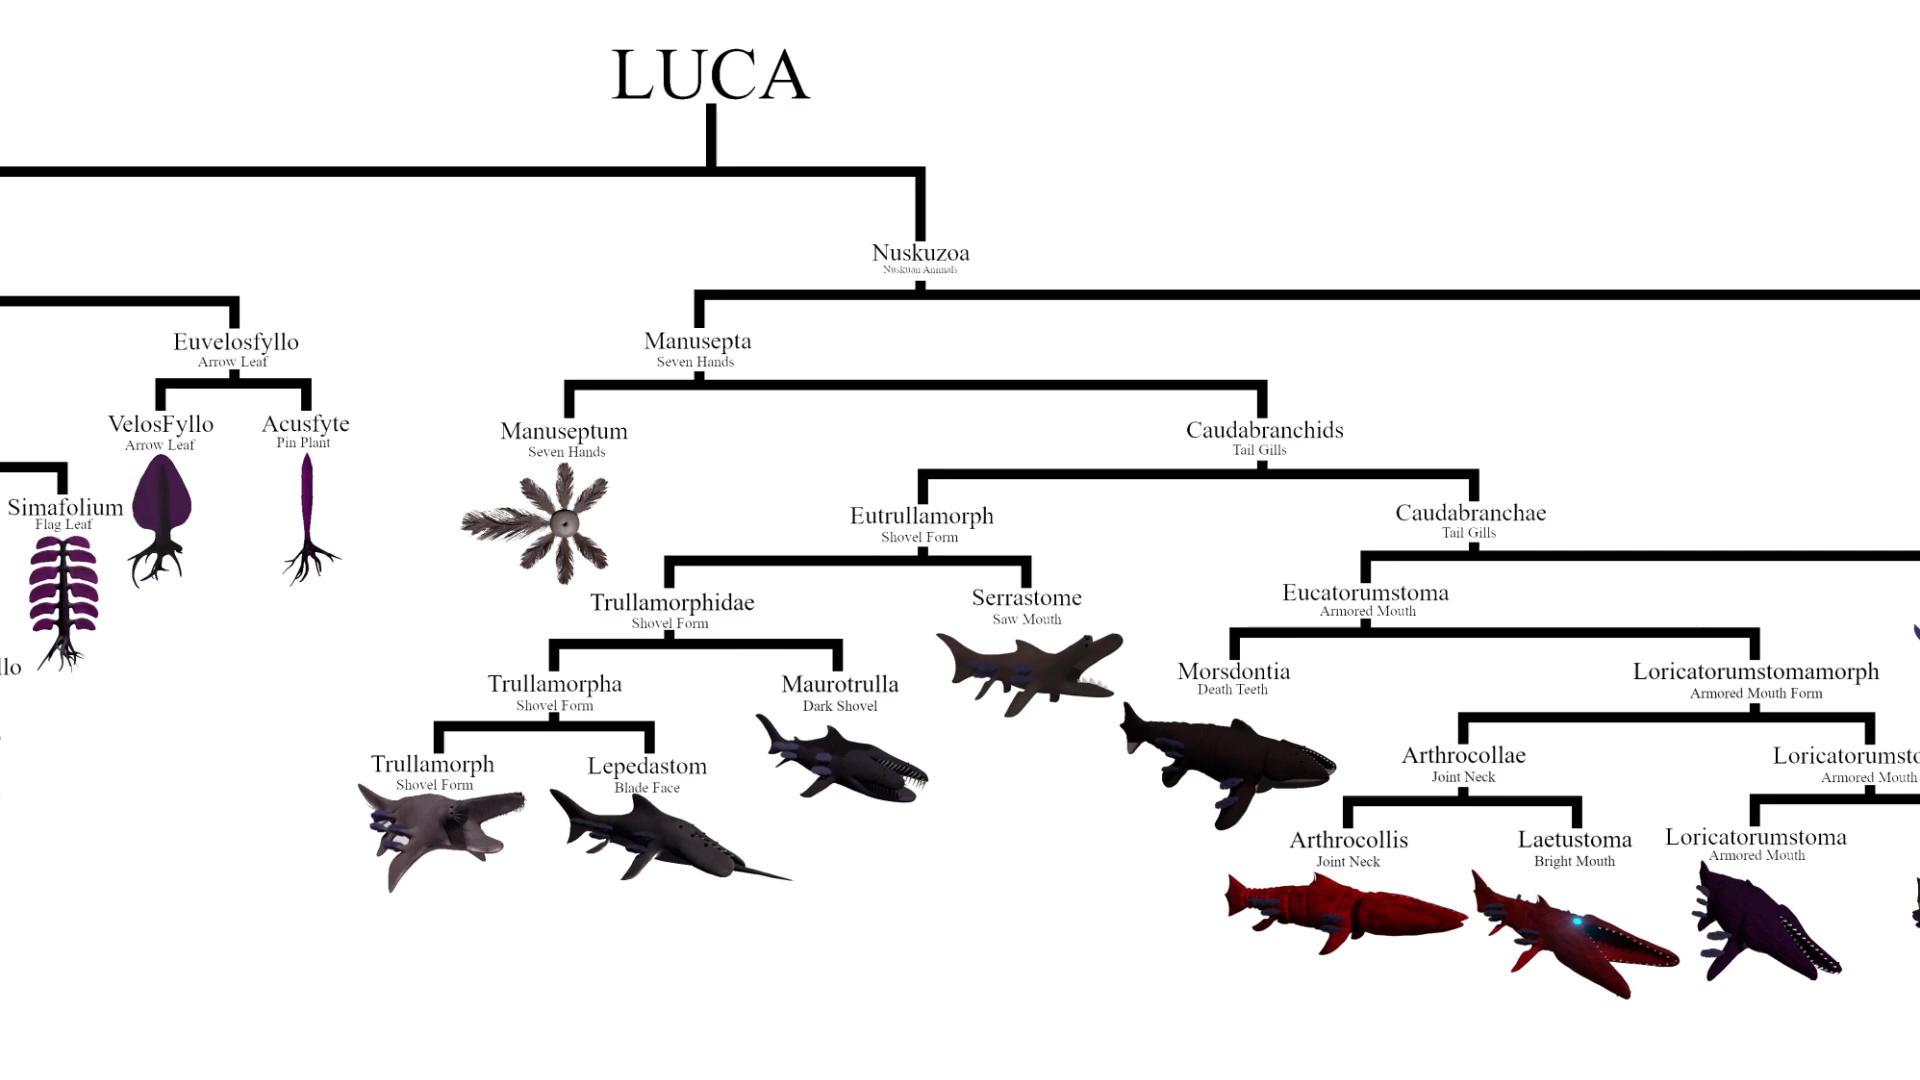 LUCA
Nuskuzoa
Nuskuan Animals
Euvelosfyllo
Arrow Leaf
Manusepta
Seven Hands
VelosFyllo
Arrow Leaf
Acusfyte
Pin Plant
Manuseptum
Seven Hands
Caudabranchids
Tail Gills
Simafolium
Flag Leaf
Eutrullamorph
Shovel Form
Caudabranchae
Tail Gills
Trullamorphidae
Shovel Form
Serrastome
Saw Mouth
Eucatorumstoma
Armored Mouth
llo
Trullamorpha
Shovel Form
Maurotrulla
Dark Shovel
Morsdontia
Death Teeth
Loricatorumstomamorph
Armored Mouth Form
Trullamorph
Shovel Form
Lepedastom
Blade Face
Arthrocollae
Joint Neck
Loricatorumsto
Armored Mouth
Arthrocollis
Joint Neck
Laetustoma
Bright Mouth
Loricatorumstoma
Armored Mouth